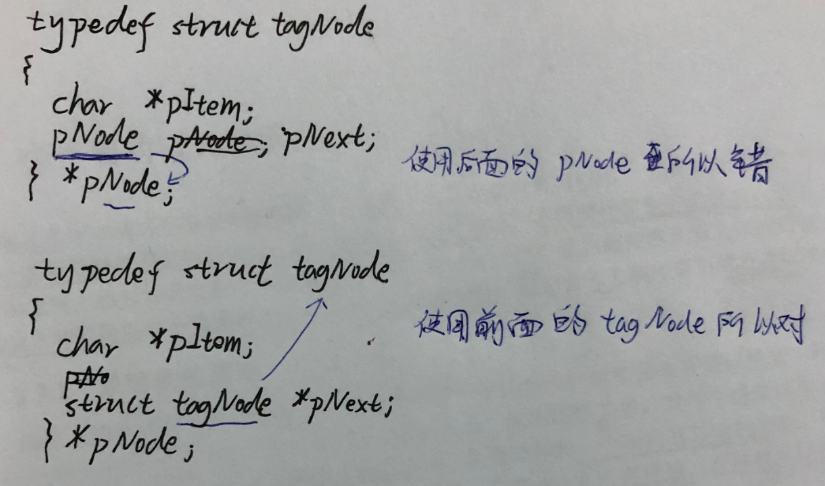 typedef struct tagNode
{
char *pItem;
pNode pNode; pNext;
} *pNode;
使用后面的 pNode 所以错
typedef struct tagNode
{
char *pItem;
pNo
struct tagNode *pNext;
} *pNode;
使用前面的 tagNode 所以对